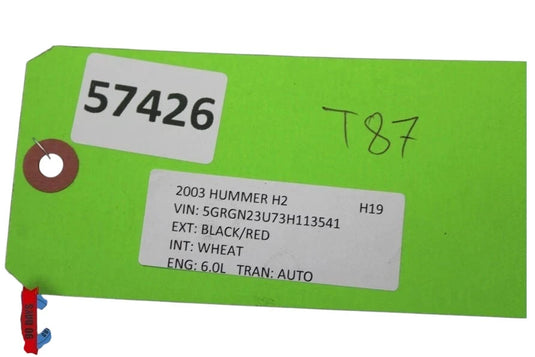 57426
T87
2003 HUMMER H2 H19
VIN: 5GRGN23U73H113541
EXT: BLACK/RED
INT: WHEAT
ENG: 6.0L TRAN: AUTO